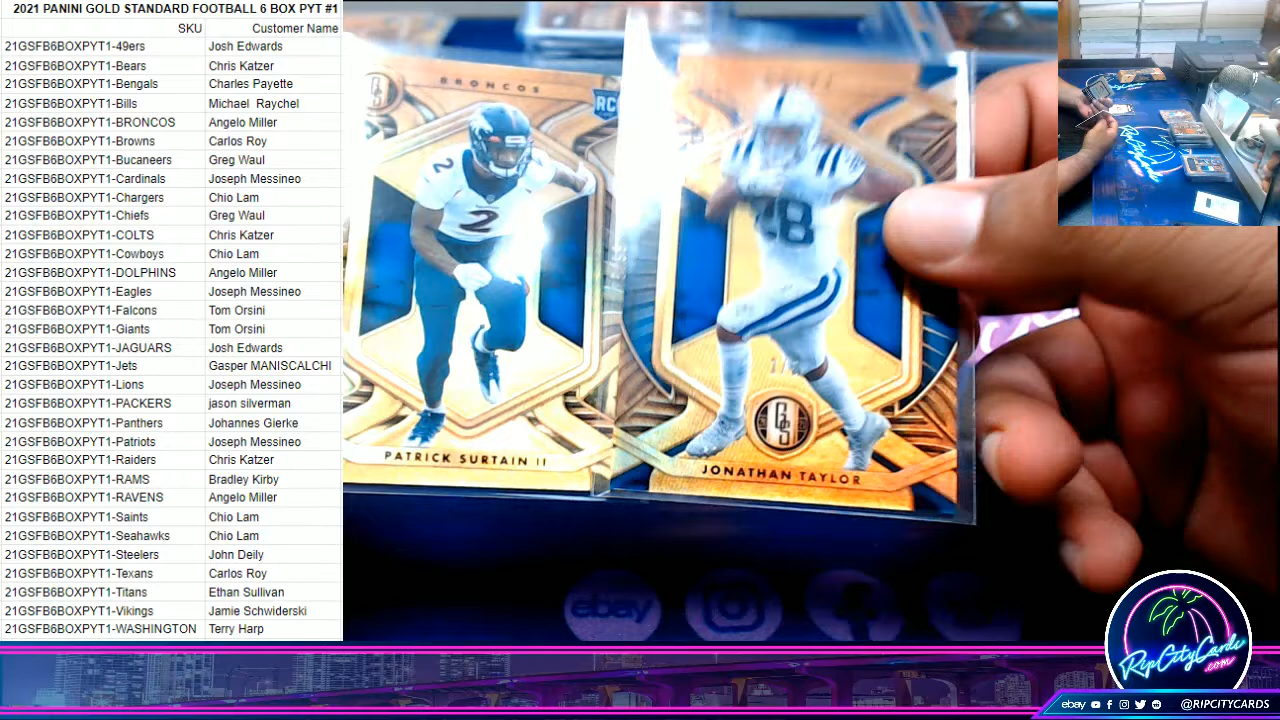 2021 PANINI GOLD STANDARD FOOTBALL 6 BOX PYT #1
SKU Customer Name
21GSFB6BOXPYT1-49ers Josh Edwards
21GSFB6BOXPYT1-Bears Chris Katzer
21GSFB6BOXPYT1-Bengals Charles Payette
21GSFB6BOXPYT1-Bills Michael Raychel
21GSFB6BOXPYT1-BRONCOS Angelo Miller
21GSFB6BOXPYT1-Browns Carlos Roy
21GSFB6BOXPYT1-Bucaneers Greg Waul
21GSFB6BOXPYT1-Cardinals Joseph Messineo
21GSFB6BOXPYT1-Chargers Chio Lam
21GSFB6BOXPYT1-Chiefs Greg Waul
21GSFB6BOXPYT1-COLTS Chris Katzer
21GSFB6BOXPYT1-Cowboys Chio Lam
21GSFB6BOXPYT1-DOLPHINS Angelo Miller
21GSFB6BOXPYT1-Eagles Joseph Messineo
21GSFB6BOXPYT1-Falcons Tom Orsini
21GSFB6BOXPYT1-Giants Tom Orsini
21GSFB6BOXPYT1-JAGUARS Josh Edwards
21GSFB6BOXPYT1-Jets Gasper MANISCALCHI
21GSFB6BOXPYT1-Lions Joseph Messineo
21GSFB6BOXPYT1-PACKERS jason silverman
21GSFB6BOXPYT1-Panthers Johannes Gierke
21GSFB6BOXPYT1-Patriots Joseph Messineo
21GSFB6BOXPYT1-Raiders Chris Katzer
21GSFB6BOXPYT1-RAMS Bradley Kirby
21GSFB6BOXPYT1-RAVENS Angelo Miller
21GSFB6BOXPYT1-Saints Chio Lam
21GSFB6BOXPYT1-Seahawks Chio Lam
21GSFB6BOXPYT1-Steelers John Deily
21GSFB6BOXPYT1-Texans Carlos Roy
21GSFB6BOXPYT1-Titans Ethan Sullivan
21GSFB6BOXPYT1-Vikings Jamie Schwiderski
21GSFB6BOXPYT1-WASHINGTON Terry Harp
BRONCOS
RC
2
2
PATRICK SURTAIN II
28
GS
JONATHAN TAYLOR
ebay
RipCityCards
RipCityCards
.com
ebay @RIPCITYCARDS